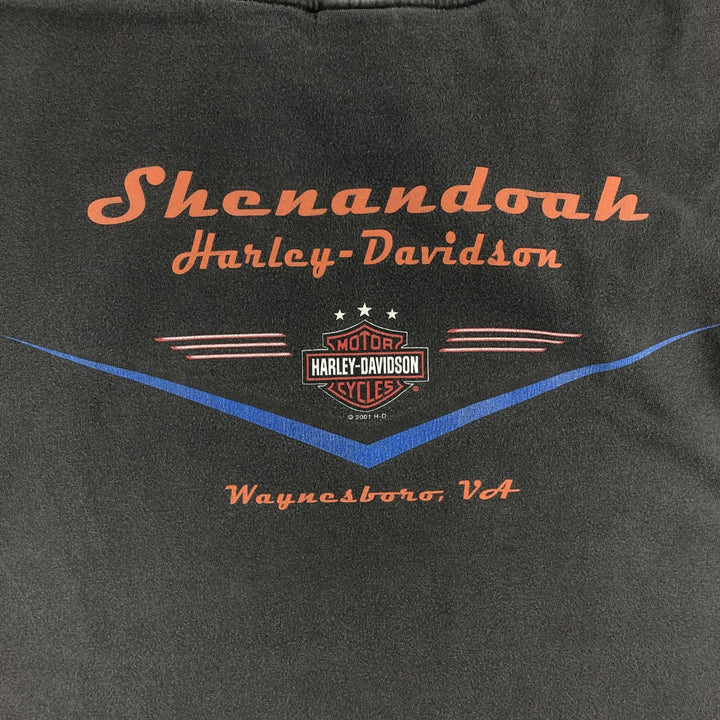 Shenandoah
Harley-Davidson
MOTOR
HARLEY-DAVIDSON
CYCLES ®
© 2001 H-D
Waynesboro, VA